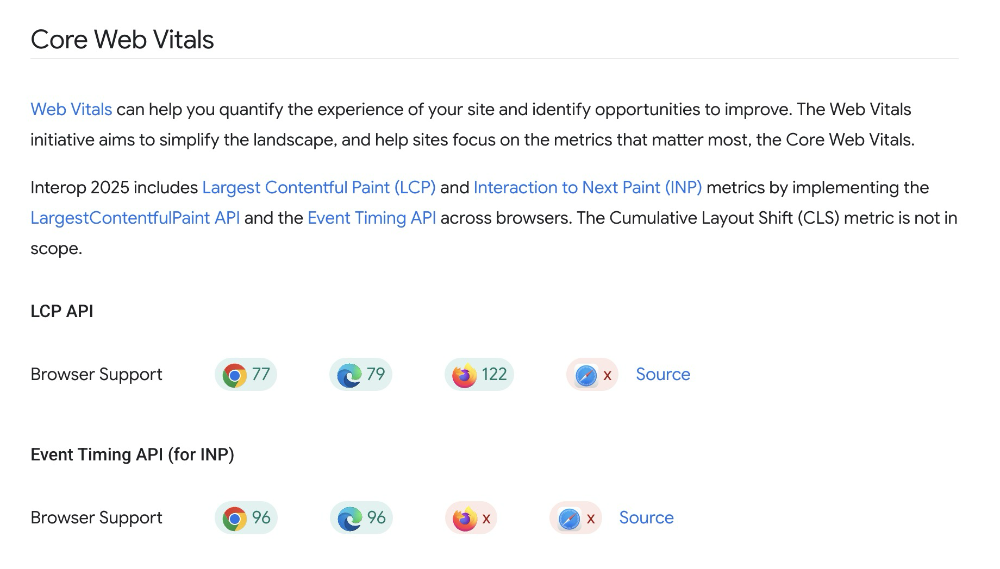 Core Web Vitals
Web Vitals can help you quantify the experience of your site and identify opportunities to improve. The Web Vitals
initiative aims to simplify the landscape, and help sites focus on the metrics that matter most, the Core Web Vitals.
Interop 2025 includes Largest Contentful Paint (LCP) and Interaction to Next Paint (INP) metrics by implementing the
LargestContentfulPaint API and the Event Timing API across browsers. The Cumulative Layout Shift (CLS) metric is not in
scope.
LCP API
Browser Support 77 79 122 x Source
Event Timing API (for INP)
Browser Support 96 96 x x Source